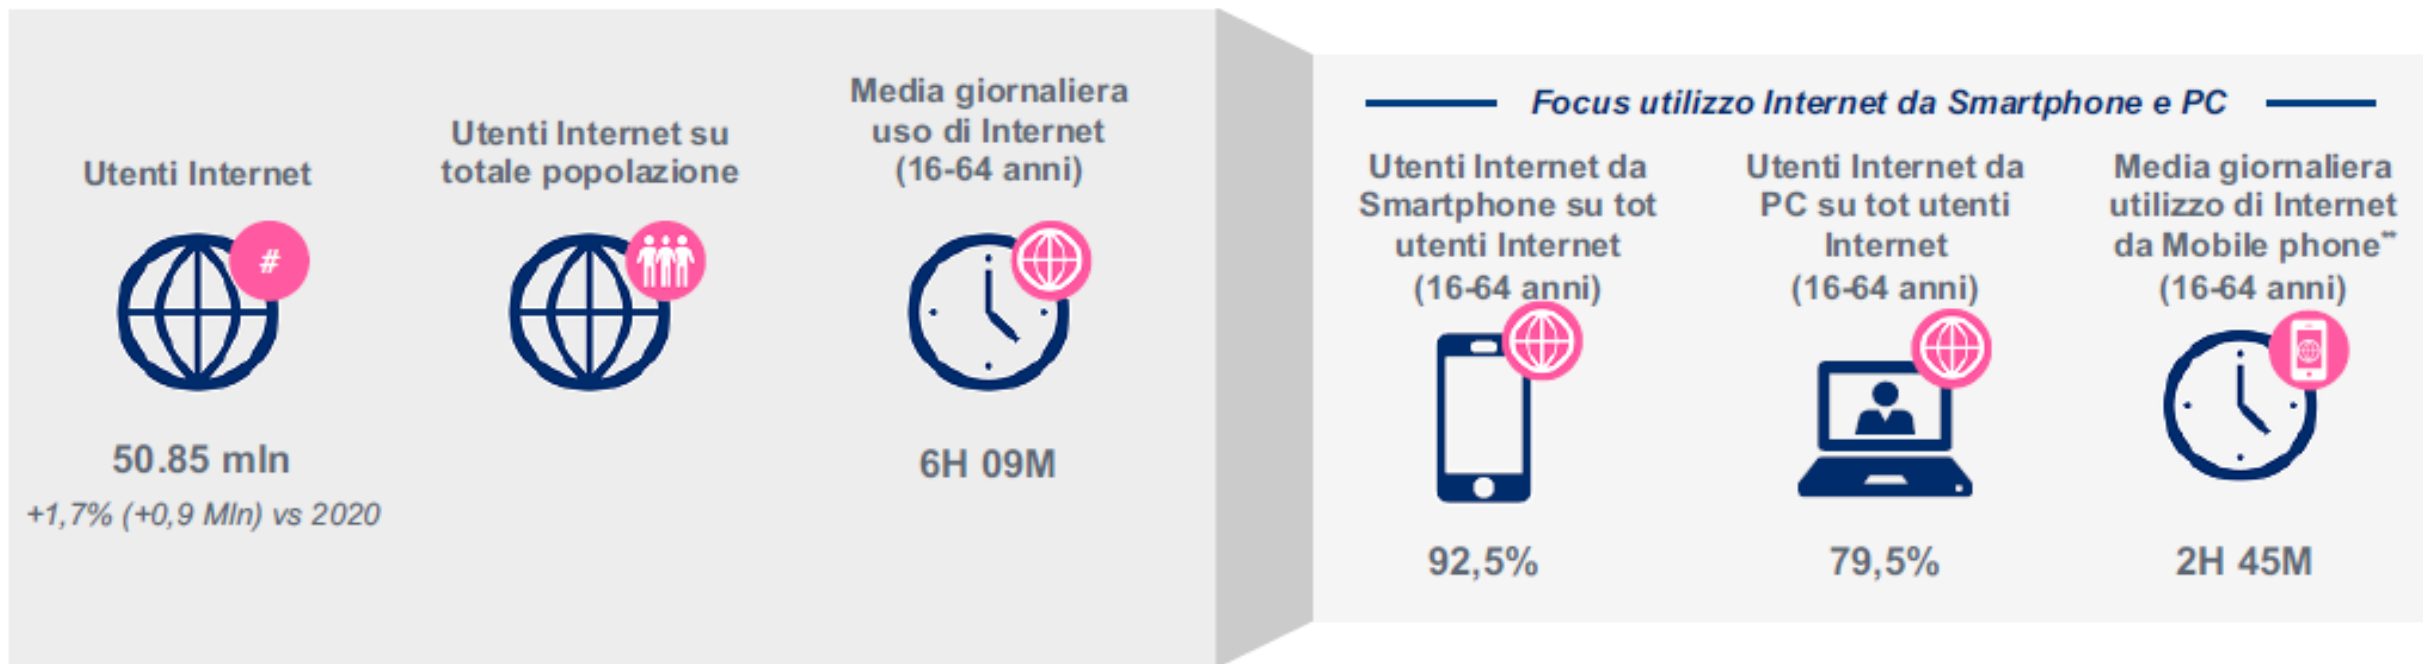 Utenti Internet
#
50.85 mln
+1,7% (+0,9 Mln) vs 2020
Utenti Internet su
totale popolazione
Media giornaliera
uso di Internet
(16-64 anni)
6H 09M
Focus utilizzo Internet da Smartphone e PC
Utenti Internet da
Smartphone su tot
utenti Internet
(16-64 anni)
92,5%
Utenti Internet da
PC su tot utenti
Internet
(16-64 anni)
79,5%
Media giornaliera
utilizzo di Internet
da Mobile phone**
(16-64 anni)
2H 45M